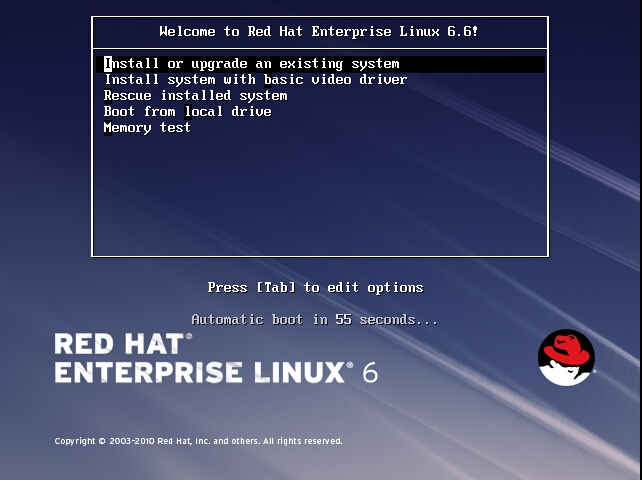 Welcome to Red Hat Enterprise Linux 6.6!
Install or upgrade an existing system
Install system with basic video driver
Rescue installed system
Boot from local drive
Memory test
Press [Tab] to edit options
Automatic boot in 55 seconds...
RED HAT®
ENTERPRISE LINUX® 6
Copyright © 2003-2010 Red Hat, Inc. and others. All rights reserved.